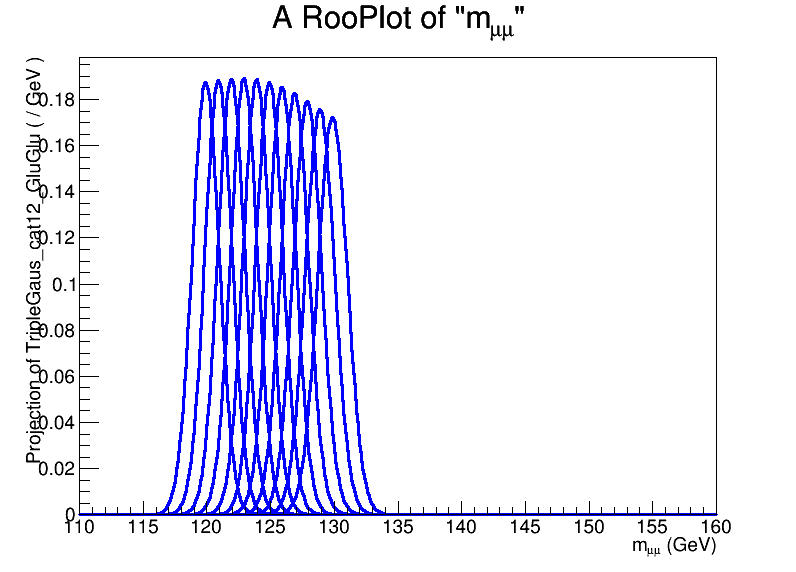 A RooPlot of "mμμ"
Projection of TripleGaus_cat12_GluGlu ( / GeV )
0.18
0.16
0.14
0.12
0.1
0.08
0.06
0.04
0.02
0
110 115 120 125 130 135 140 145 150 155 160
mμμ (GeV)